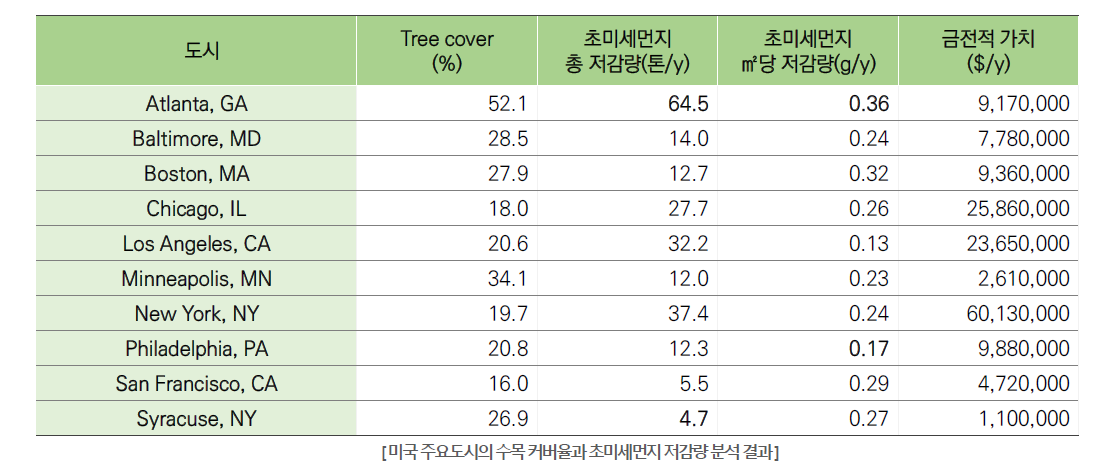 도시 Tree cover (%) 초미세먼지 총 저감량(톤/y) 초미세먼지 ㎡당 저감량(g/y) 금전적 가치 ($/y)
Atlanta, GA 52.1 64.5 0.36 9,170,000
Baltimore, MD 28.5 14.0 0.24 7,780,000
Boston, MA 27.9 12.7 0.32 9,360,000
Chicago, IL 18.0 27.7 0.26 25,860,000
Los Angeles, CA 20.6 32.2 0.13 23,650,000
Minneapolis, MN 34.1 12.0 0.23 2,610,000
New York, NY 19.7 37.4 0.24 60,130,000
Philadelphia, PA 20.8 12.3 0.17 9,880,000
San Francisco, CA 16.0 5.5 0.29 4,720,000
Syracuse, NY 26.9 4.7 0.27 1,100,000
[미국 주요도시의 수목 커버율과 초미세먼지 저감량 분석 결과]